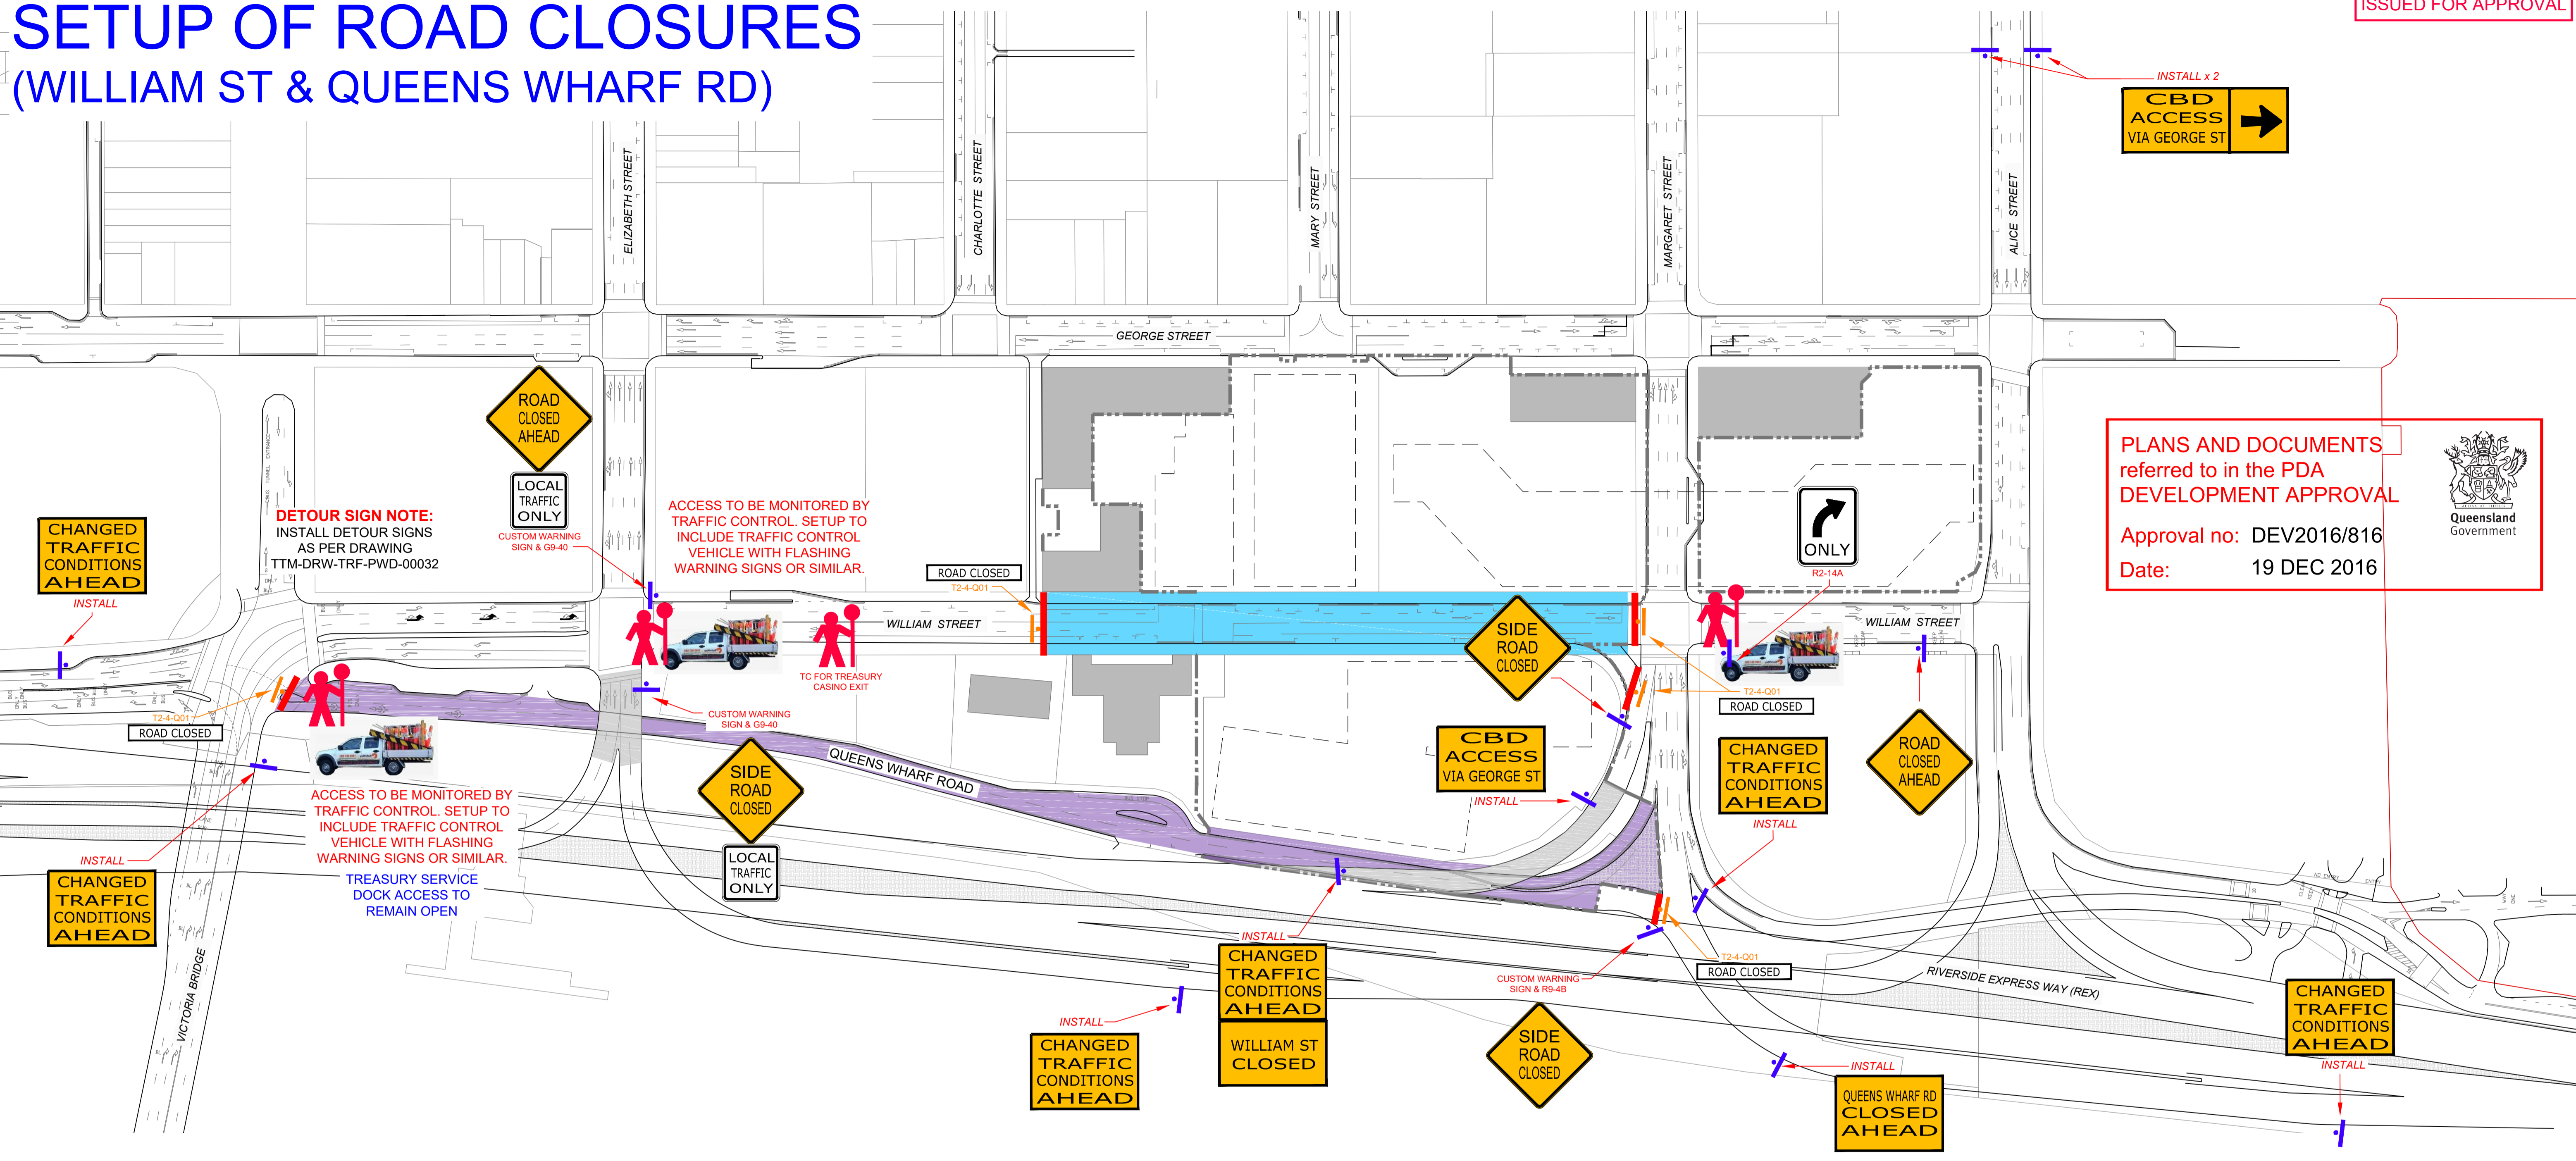 SETUP OF ROAD CLOSURES
(WILLIAM ST & QUEENS WHARF RD)
ISSUED FOR APPROVAL
INSTALL x 2
CBD
ACCESS
VIA GEORGE ST
ELIZABETH STREET
CHARLOTTE STREET
MARY STREET
MARGARET STREET
ALICE STREET
GEORGE STREET
ROAD
CLOSED
AHEAD
LOCAL
TRAFFIC
ONLY
CUSTOM WARNING
SIGN & G9-40
BUS TUNNEL ENTRANCE
DETOUR SIGN NOTE:
INSTALL DETOUR SIGNS
AS PER DRAWING
TTM-DRW-TRF-PWD-00032
CHANGED
TRAFFIC
CONDITIONS
AHEAD
INSTALL
ACCESS TO BE MONITORED BY
TRAFFIC CONTROL. SETUP TO
INCLUDE TRAFFIC CONTROL
VEHICLE WITH FLASHING
WARNING SIGNS OR SIMILAR.
ROAD CLOSED
T2-4-Q01
WILLIAM STREET
TC FOR TREASURY
CASINO EXIT
SIDE
ROAD
CLOSED
ONLY
R2-14A
WILLIAM STREET
PLANS AND DOCUMENTS
referred to in the PDA
DEVELOPMENT APPROVAL
Approval no: DEV2016/816
Date: 19 DEC 2016
Queensland
Government
T2-4-Q01
ROAD CLOSED
CUSTOM WARNING
SIGN & G9-40
T2-4-Q01
ROAD CLOSED
QUEENS WHARF ROAD
BUS STOP
SIDE
ROAD
CLOSED
LOCAL
TRAFFIC
ONLY
CBD
ACCESS
VIA GEORGE ST
INSTALL
CHANGED
TRAFFIC
CONDITIONS
AHEAD
INSTALL
ROAD
CLOSED
AHEAD
ACCESS TO BE MONITORED BY
TRAFFIC CONTROL. SETUP TO
INCLUDE TRAFFIC CONTROL
VEHICLE WITH FLASHING
WARNING SIGNS OR SIMILAR.
TREASURY SERVICE
DOCK ACCESS TO
REMAIN OPEN
INSTALL
CHANGED
TRAFFIC
CONDITIONS
AHEAD
VICTORIA BRIDGE
INSTALL
CHANGED
TRAFFIC
CONDITIONS
AHEAD
INSTALL
CHANGED
TRAFFIC
CONDITIONS
AHEAD
WILLIAM ST
CLOSED
CUSTOM WARNING
SIGN & R9-4B
SIDE
ROAD
CLOSED
T2-4-Q01
ROAD CLOSED
RIVERSIDE EXPRESS WAY (REX)
INSTALL
QUEENS WHARF RD
CLOSED
AHEAD
NO ENTRY
ENTRY
CHANGED
TRAFFIC
CONDITIONS
AHEAD
INSTALL